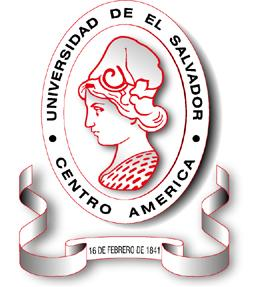 UNIVERSIDAD DE EL SALVADOR
CENTRO AMERICA
16 DE FEBRERO DE 1841